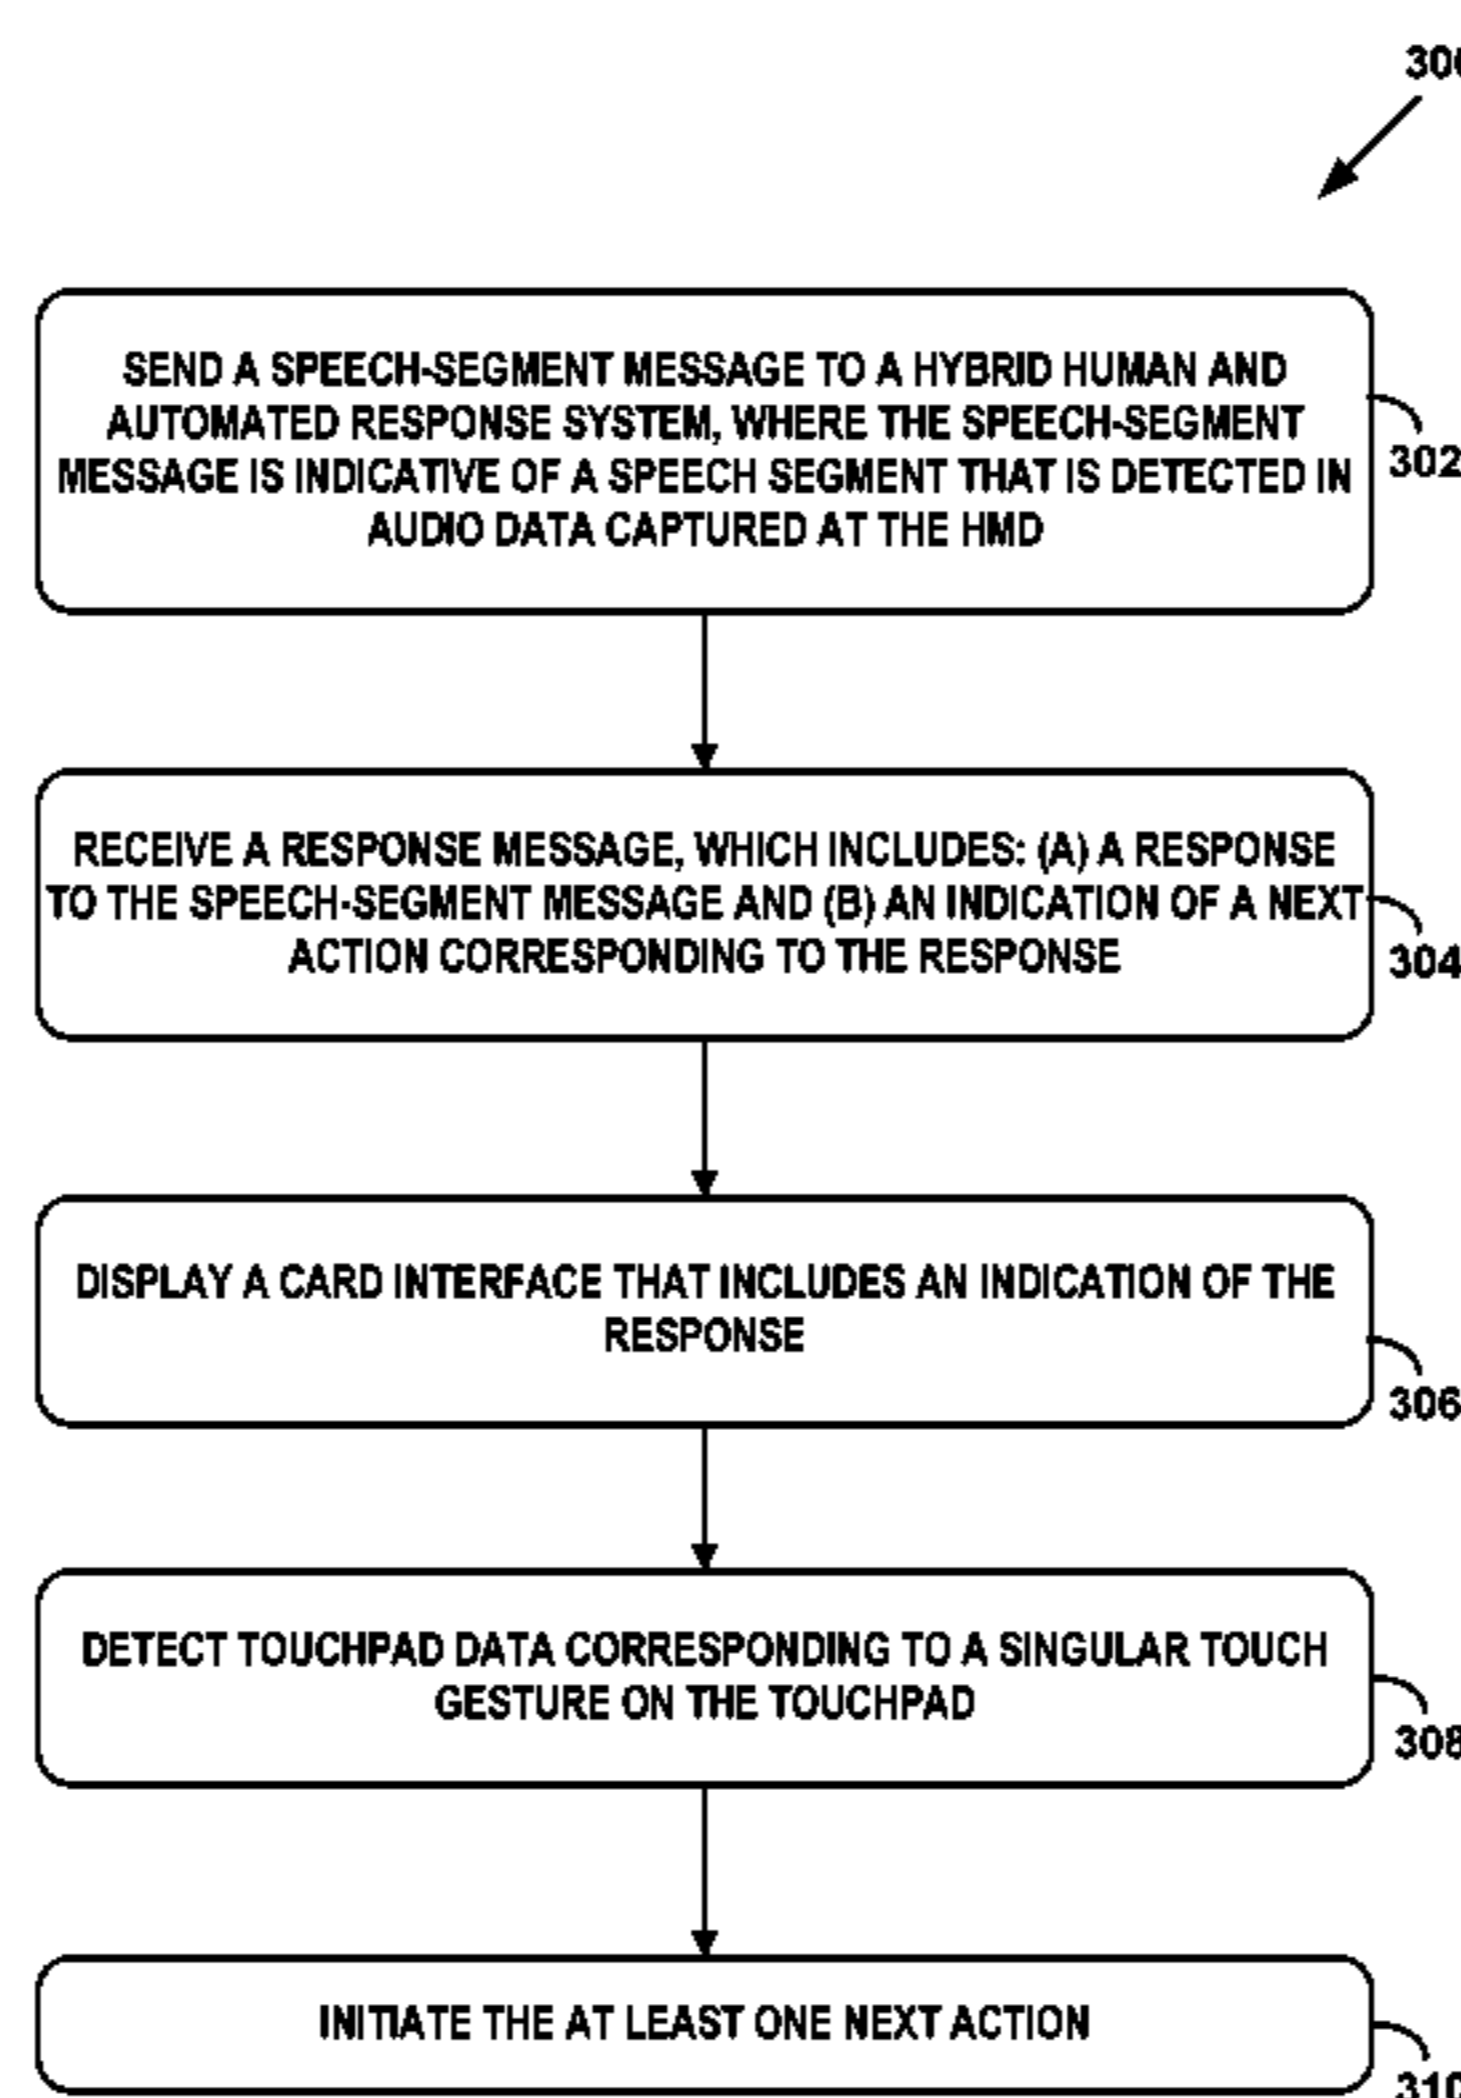 300
SEND A SPEECH-SEGMENT MESSAGE TO A HYBRID HUMAN AND
AUTOMATED RESPONSE SYSTEM, WHERE THE SPEECH-SEGMENT
MESSAGE IS INDICATIVE OF A SPEECH SEGMENT THAT IS DETECTED IN
AUDIO DATA CAPTURED AT THE HMD
302
RECEIVE A RESPONSE MESSAGE, WHICH INCLUDES: (A) A RESPONSE
TO THE SPEECH-SEGMENT MESSAGE AND (B) AN INDICATION OF A NEXT
ACTION CORRESPONDING TO THE RESPONSE
304
DISPLAY A CARD INTERFACE THAT INCLUDES AN INDICATION OF THE
RESPONSE
306
DETECT TOUCHPAD DATA CORRESPONDING TO A SINGULAR TOUCH
GESTURE ON THE TOUCHPAD
308
INITIATE THE AT LEAST ONE NEXT ACTION
310